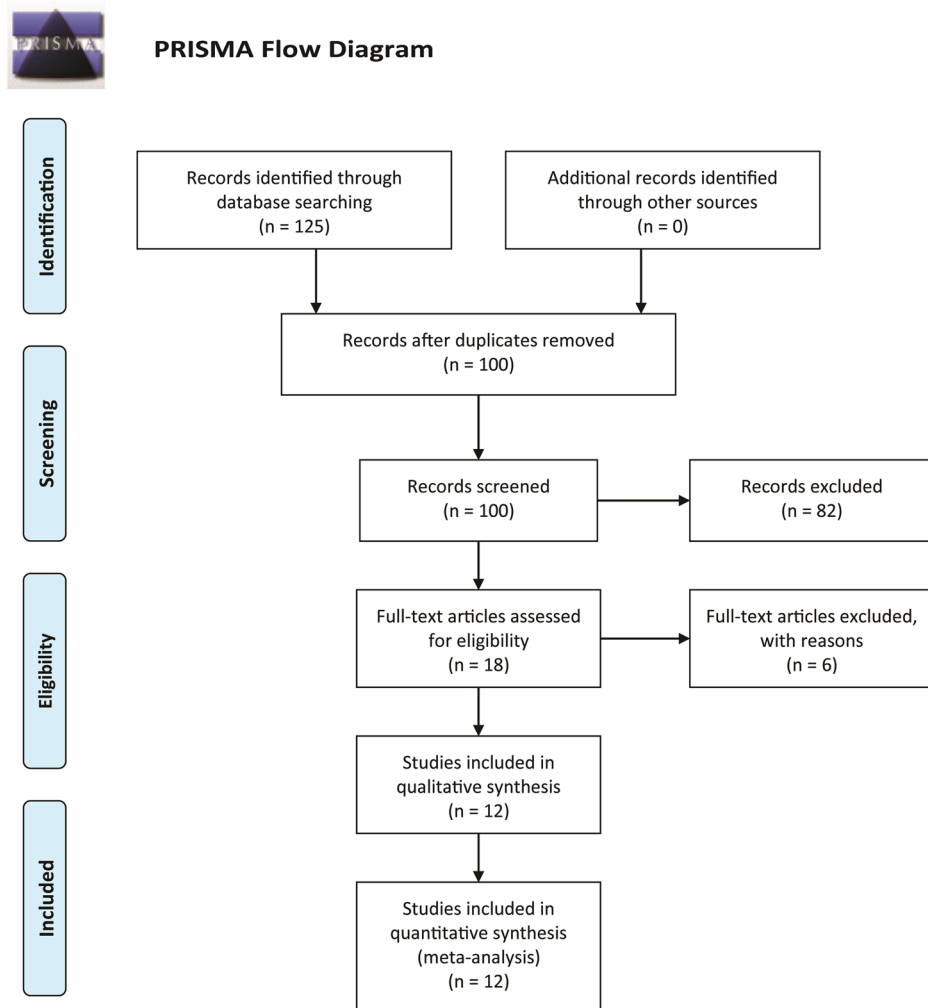 PRISMA
PRISMA Flow Diagram
Identification
Records identified through
database searching
(n = 125)
Additional records identified
through other sources
(n = 0)
Records after duplicates removed
(n = 100)
Screening
Records screened
(n = 100)
Records excluded
(n = 82)
Eligibility
Full-text articles assessed
for eligibility
(n = 18)
Full-text articles excluded,
with reasons
(n = 6)
Studies included in
qualitative synthesis
(n = 12)
Included
Studies included in
quantitative synthesis
(meta-analysis)
(n = 12)